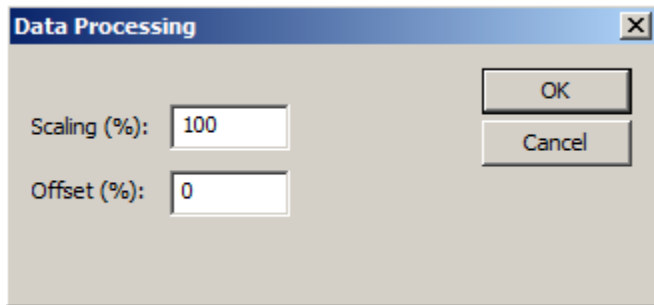 Data Processing
OK
Scaling (%): 100
Cancel
Offset (%): 0